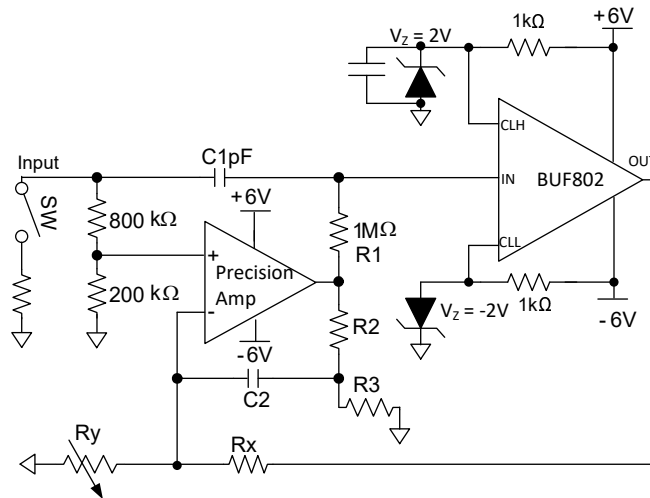 1kΩ
+6V
V_Z = 2V
CLH
Input
C1pF
OUT
IN
BUF802
SW
800 kΩ
+6V
1MΩ
R1
+
Precision
Amp
-
200 kΩ
CLL
R2
1kΩ
V_Z = -2V
- 6V
-6V
C2
R3
Ry
Rx